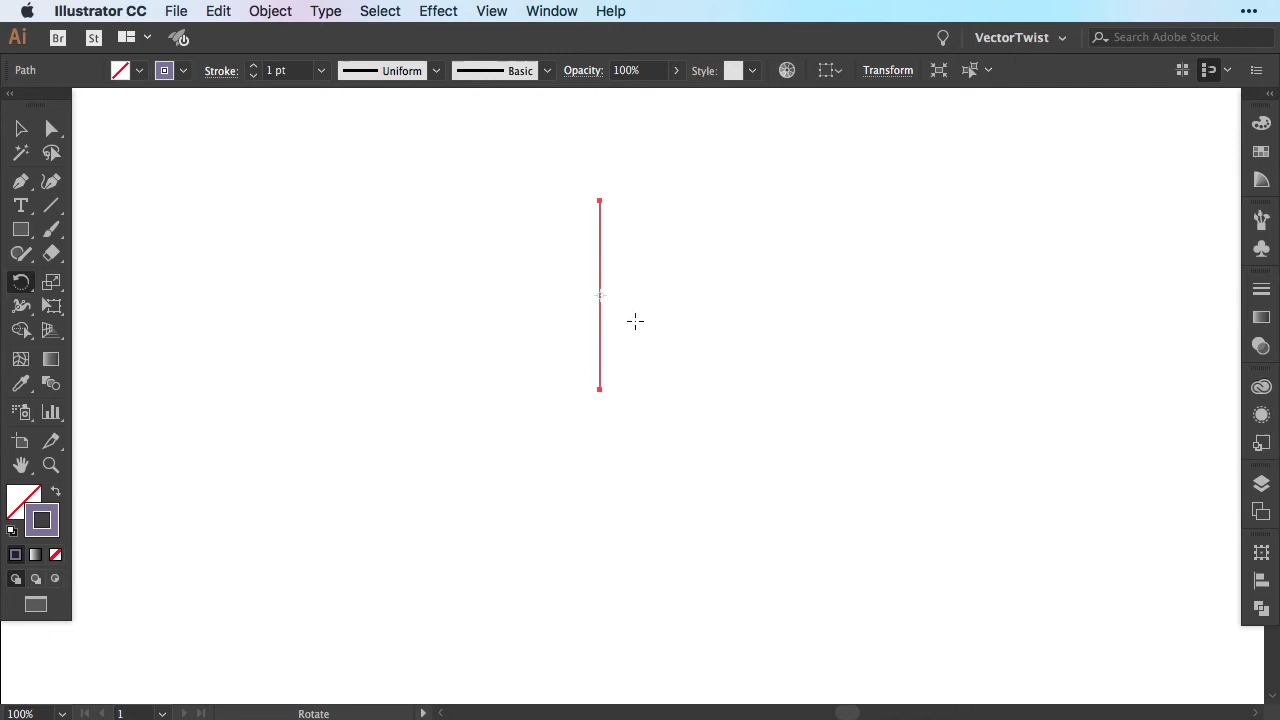 Illustrator CC File Edit Object Type Select Effect View Window Help •••
Ai Br St VectorTwist Search Adobe Stock
Path Stroke: 1 pt Uniform Basic Opacity: 100% Style: Transform
T
100% 1 Rotate